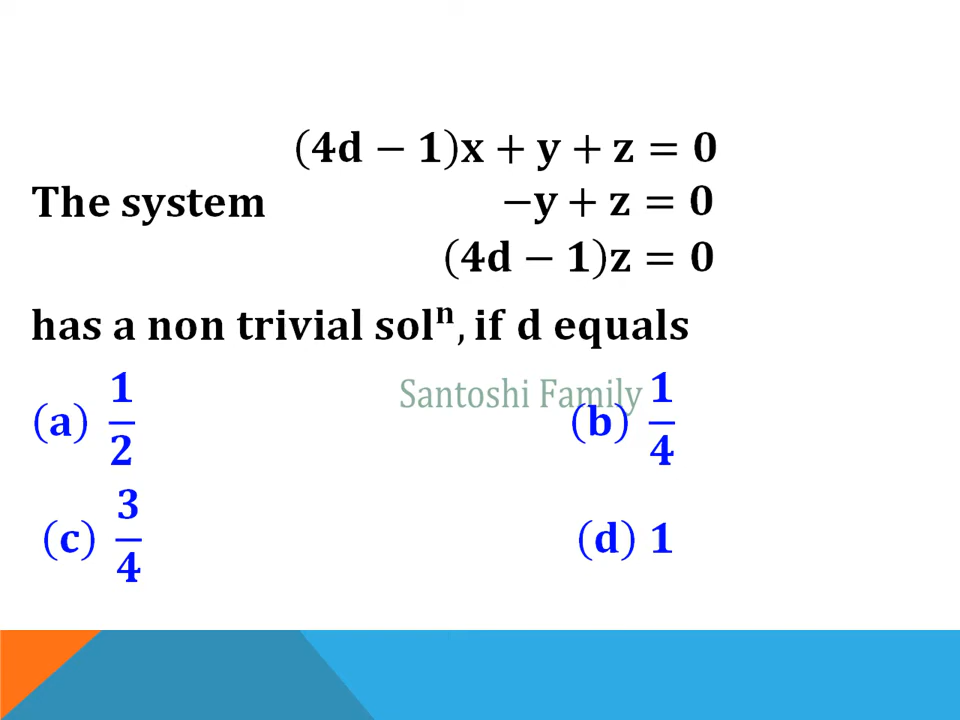 (4d − 1)x + y + z = 0
The system −y + z = 0
(4d − 1)z = 0
has a non trivial solⁿ, if d equals
Santoshi Family
(a) 1/2 (b) 1/4
(c) 3/4 (d) 1